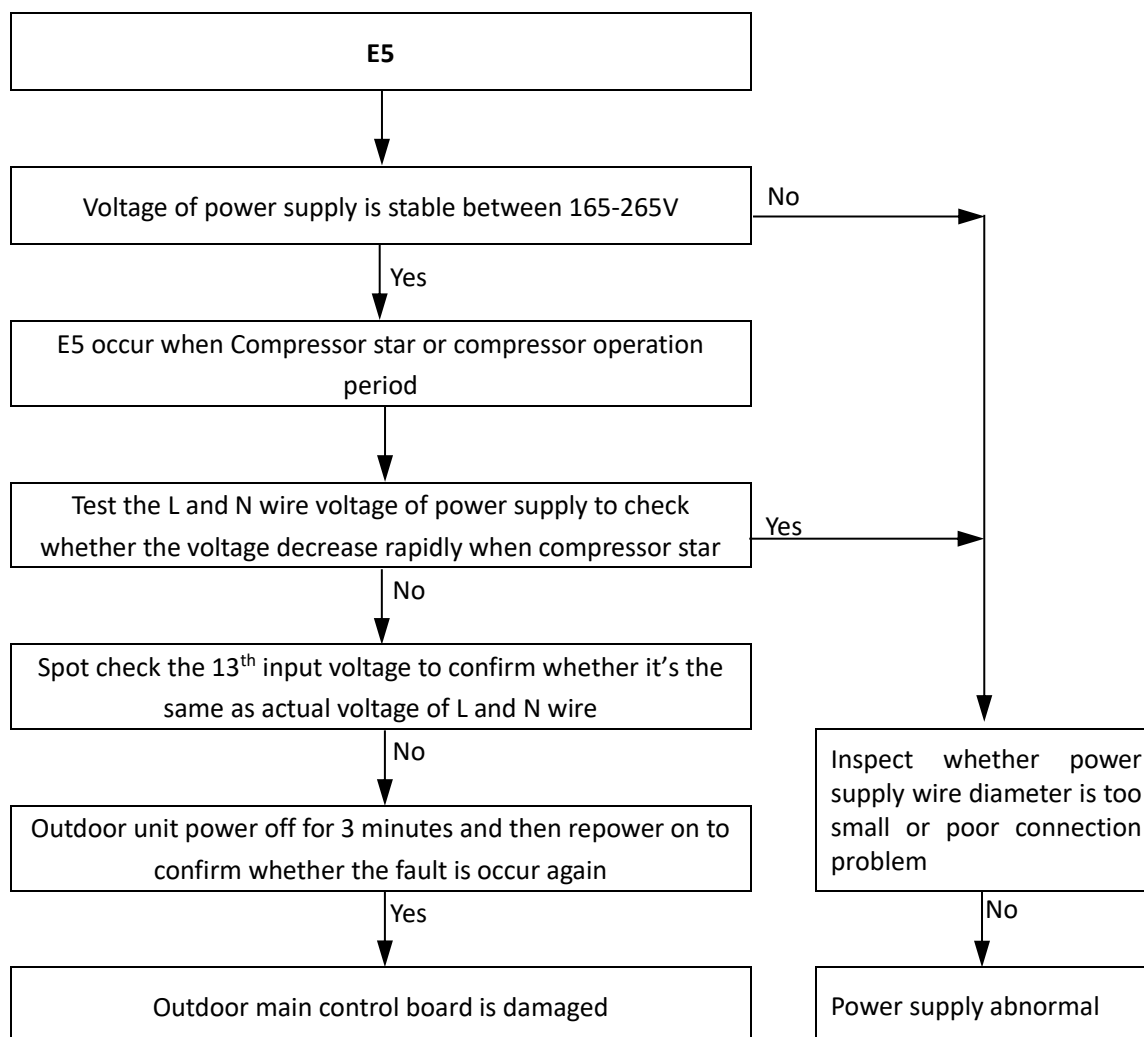 E5
Voltage of power supply is stable between 165-265V
No
Yes
E5 occur when Compressor star or compressor operation
period
Test the L and N wire voltage of power supply to check
whether the voltage decrease rapidly when compressor star
Yes
No
Spot check the 13th input voltage to confirm whether it’s the
same as actual voltage of L and N wire
No
Inspect whether power
supply wire diameter is too
small or poor connection
problem
Outdoor unit power off for 3 minutes and then repower on to
confirm whether the fault is occur again
Yes
No
Outdoor main control board is damaged
Power supply abnormal